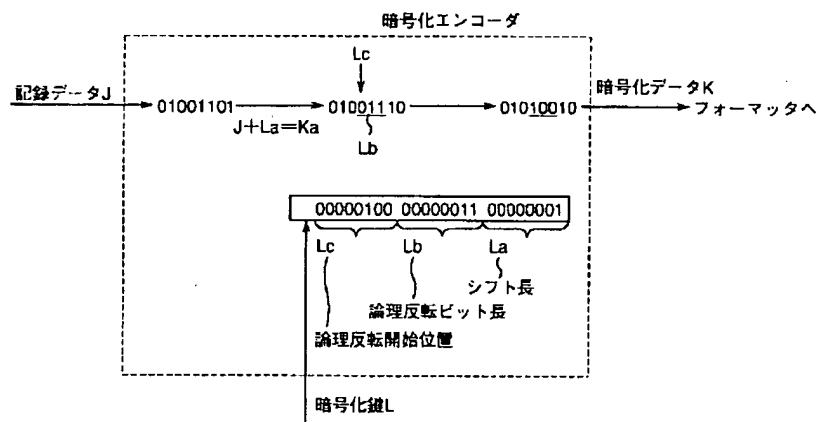 暗号化エンコーダ
Lc
記録データJ
01001101
J+La=Ka
01000110
Lb
01010010
暗号化データK
フォーマッタへ
00000100 00000011 00000001
Lc
Lb
La
シフト長
論理反転ビット長
論理反転開始位置
暗号化鍵L